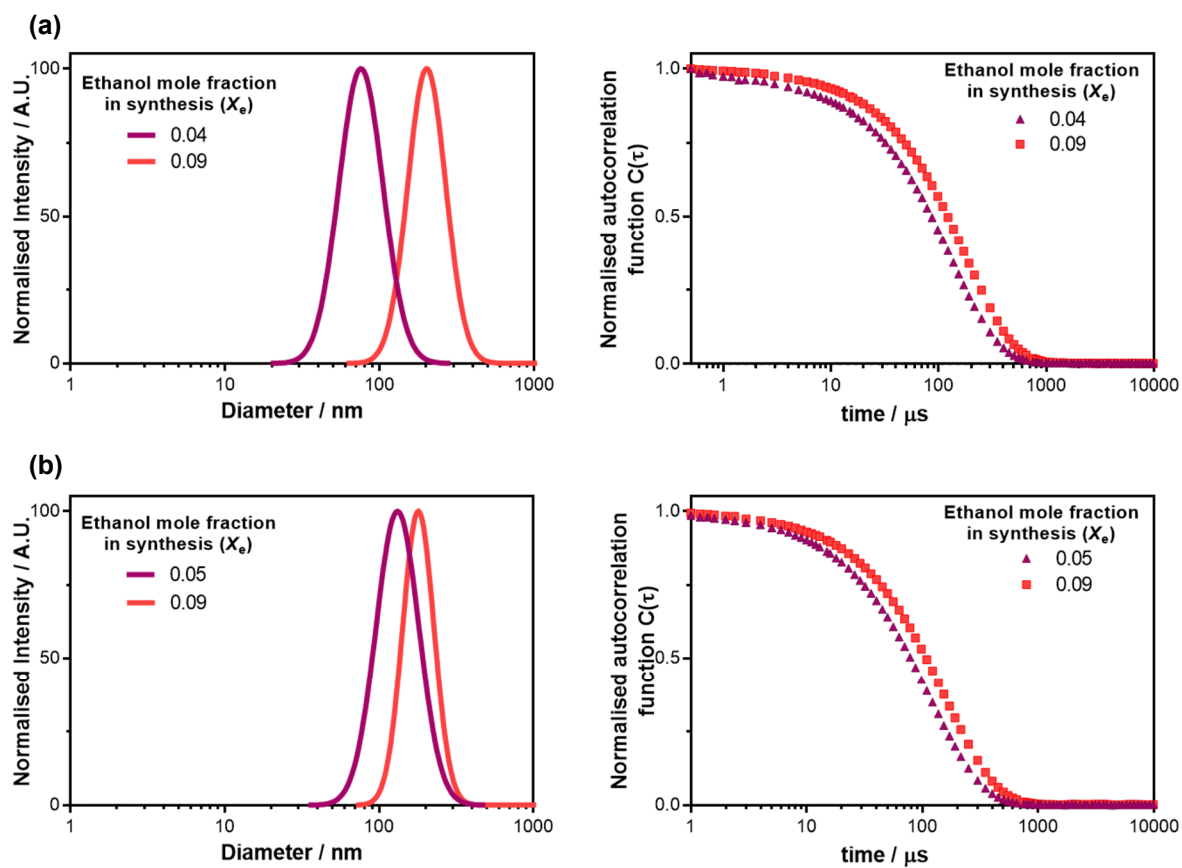 (a)
Normalised Intensity / A.U.
100
50
0
Ethanol mole fraction
in synthesis (Xe)
0.04
0.09
1 10 100 1000
Diameter / nm
Normalised autocorrelation
function C(τ)
1.0
0.5
0.0
Ethanol mole fraction
in synthesis (Xe)
0.04
0.09
1 10 100 1000 10000
time / μs
(b)
Normalised Intensity / A.U.
100
50
0
Ethanol mole fraction
in synthesis (Xe)
0.05
0.09
1 10 100 1000
Diameter / nm
Normalised autocorrelation
function C(τ)
1.0
0.5
0.0
Ethanol mole fraction
in synthesis (Xe)
0.05
0.09
1 10 100 1000 10000
time / μs